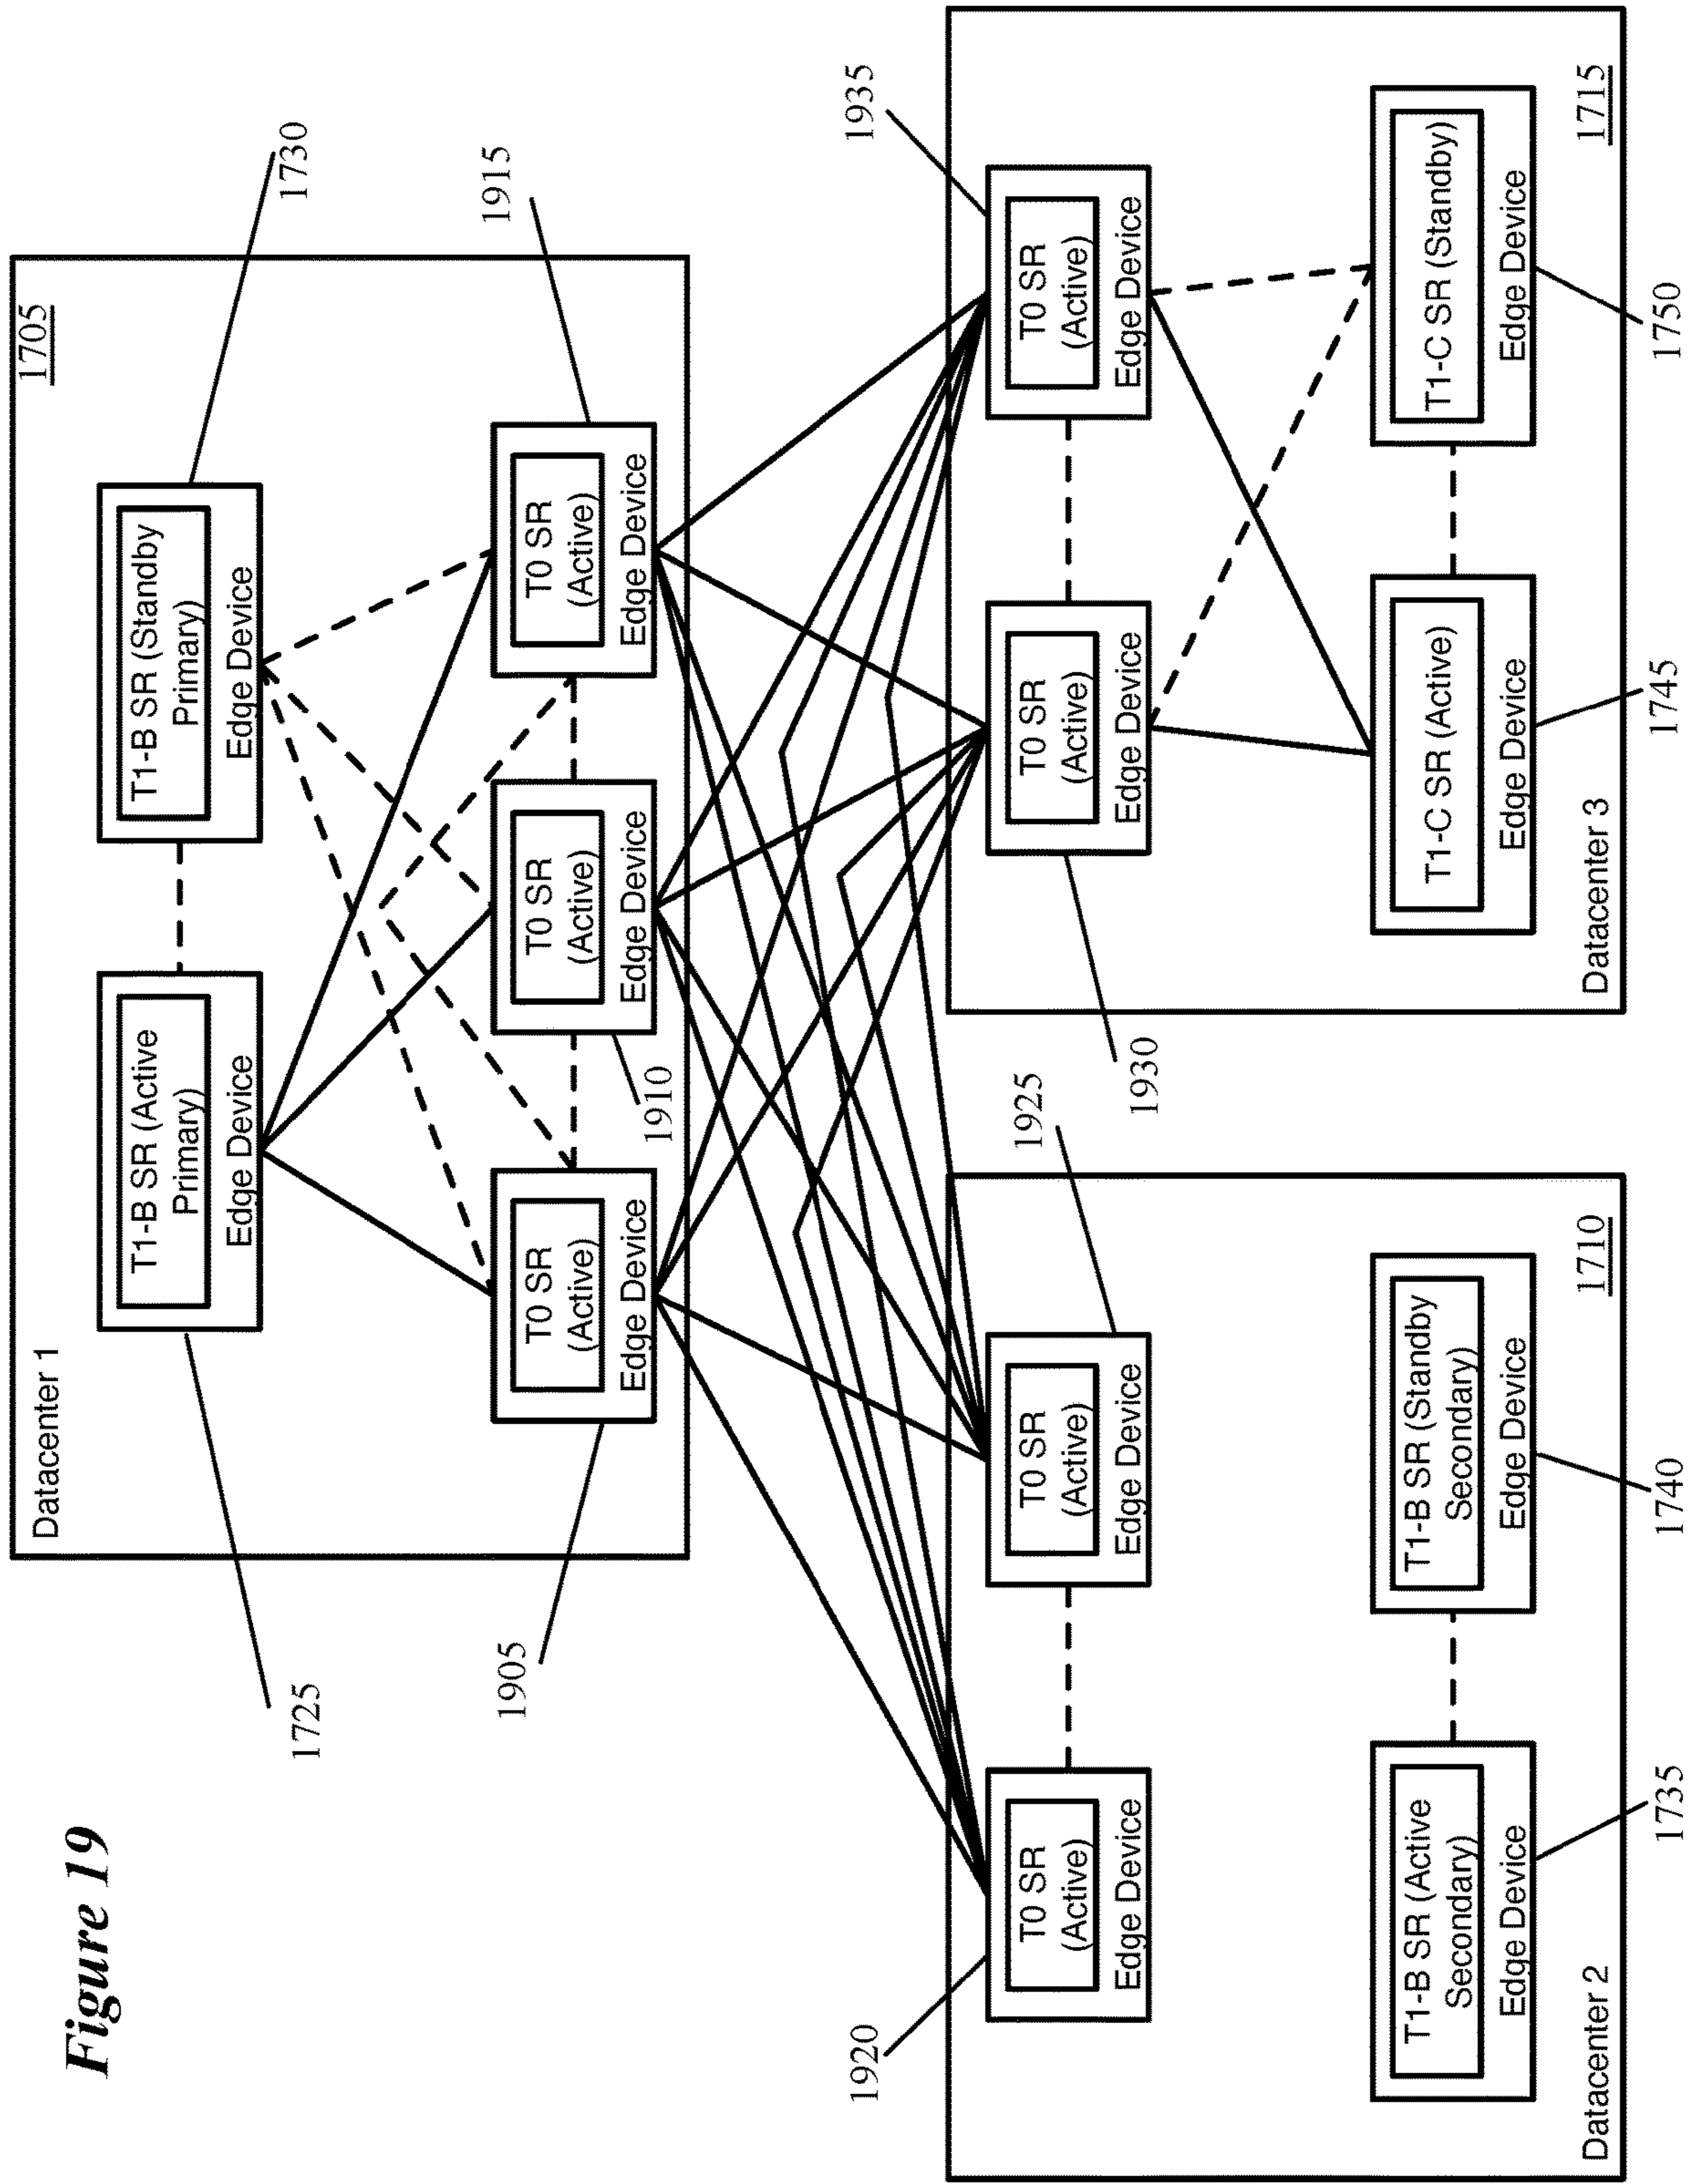 Figure 19
Datacenter 1
1705
T1-B SR (Active
Primary)
Edge Device
1725
T1-B SR (Standby
Primary)
Edge Device
1730
T0 SR
(Active)
Edge Device
1905
T0 SR
(Active)
Edge Device
1910
T0 SR
(Active)
Edge Device
1915
T0 SR
(Active)
Edge Device
1920
T0 SR
(Active)
Edge Device
1925
T1-B SR (Active
Secondary)
Edge Device
1735
T1-B SR (Standby
Secondary)
Edge Device
1740
Datacenter 2
1710
T0 SR
(Active)
Edge Device
1930
T0 SR
(Active)
Edge Device
1935
T1-C SR (Active)
Edge Device
1745
T1-C SR (Standby)
Edge Device
1750
Datacenter 3
1715